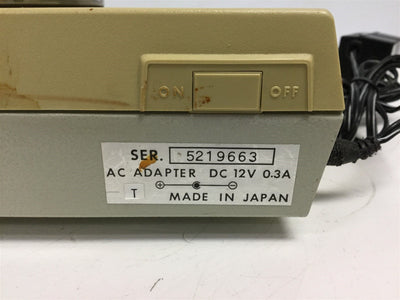 ON OFF
SER. 5219663
AC ADAPTER DC 12V 0.3A
T
MADE IN JAPAN